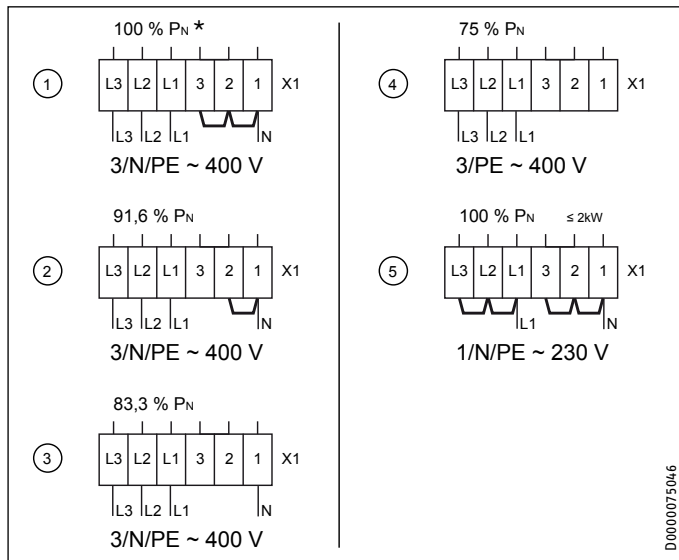 100 % PN *
1
L3 L2 L1 3 2 1 X1
L3 L2 L1 N
3/N/PE ~ 400 V
91,6 % PN
2
L3 L2 L1 3 2 1 X1
L3 L2 L1 N
3/N/PE ~ 400 V
83,3 % PN
3
L3 L2 L1 3 2 1 X1
L3 L2 L1 N
3/N/PE ~ 400 V
75 % PN
4
L3 L2 L1 3 2 1 X1
L3 L2 L1
3/PE ~ 400 V
100 % PN ≤ 2kW
5
L3 L2 L1 3 2 1 X1
L1 N
1/N/PE ~ 230 V
D0000075046